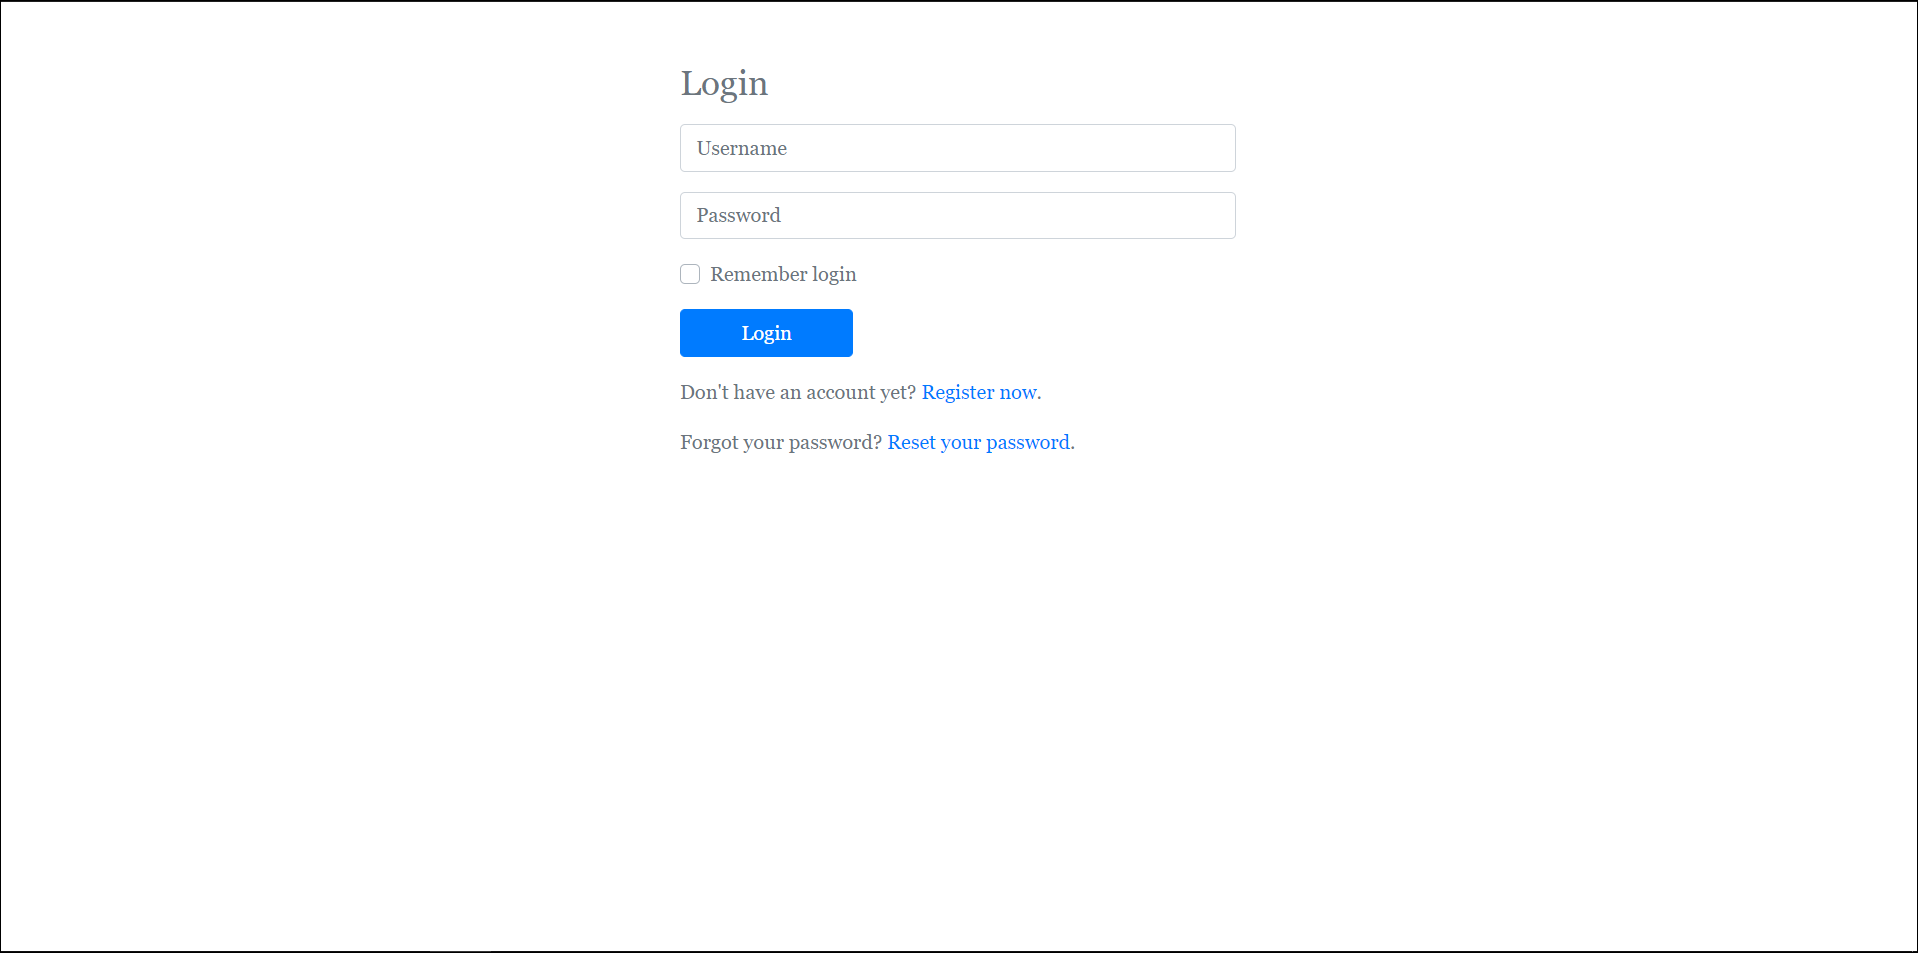 Login
Username
Password
Remember login
Login
Don't have an account yet? Register now.
Forgot your password? Reset your password.